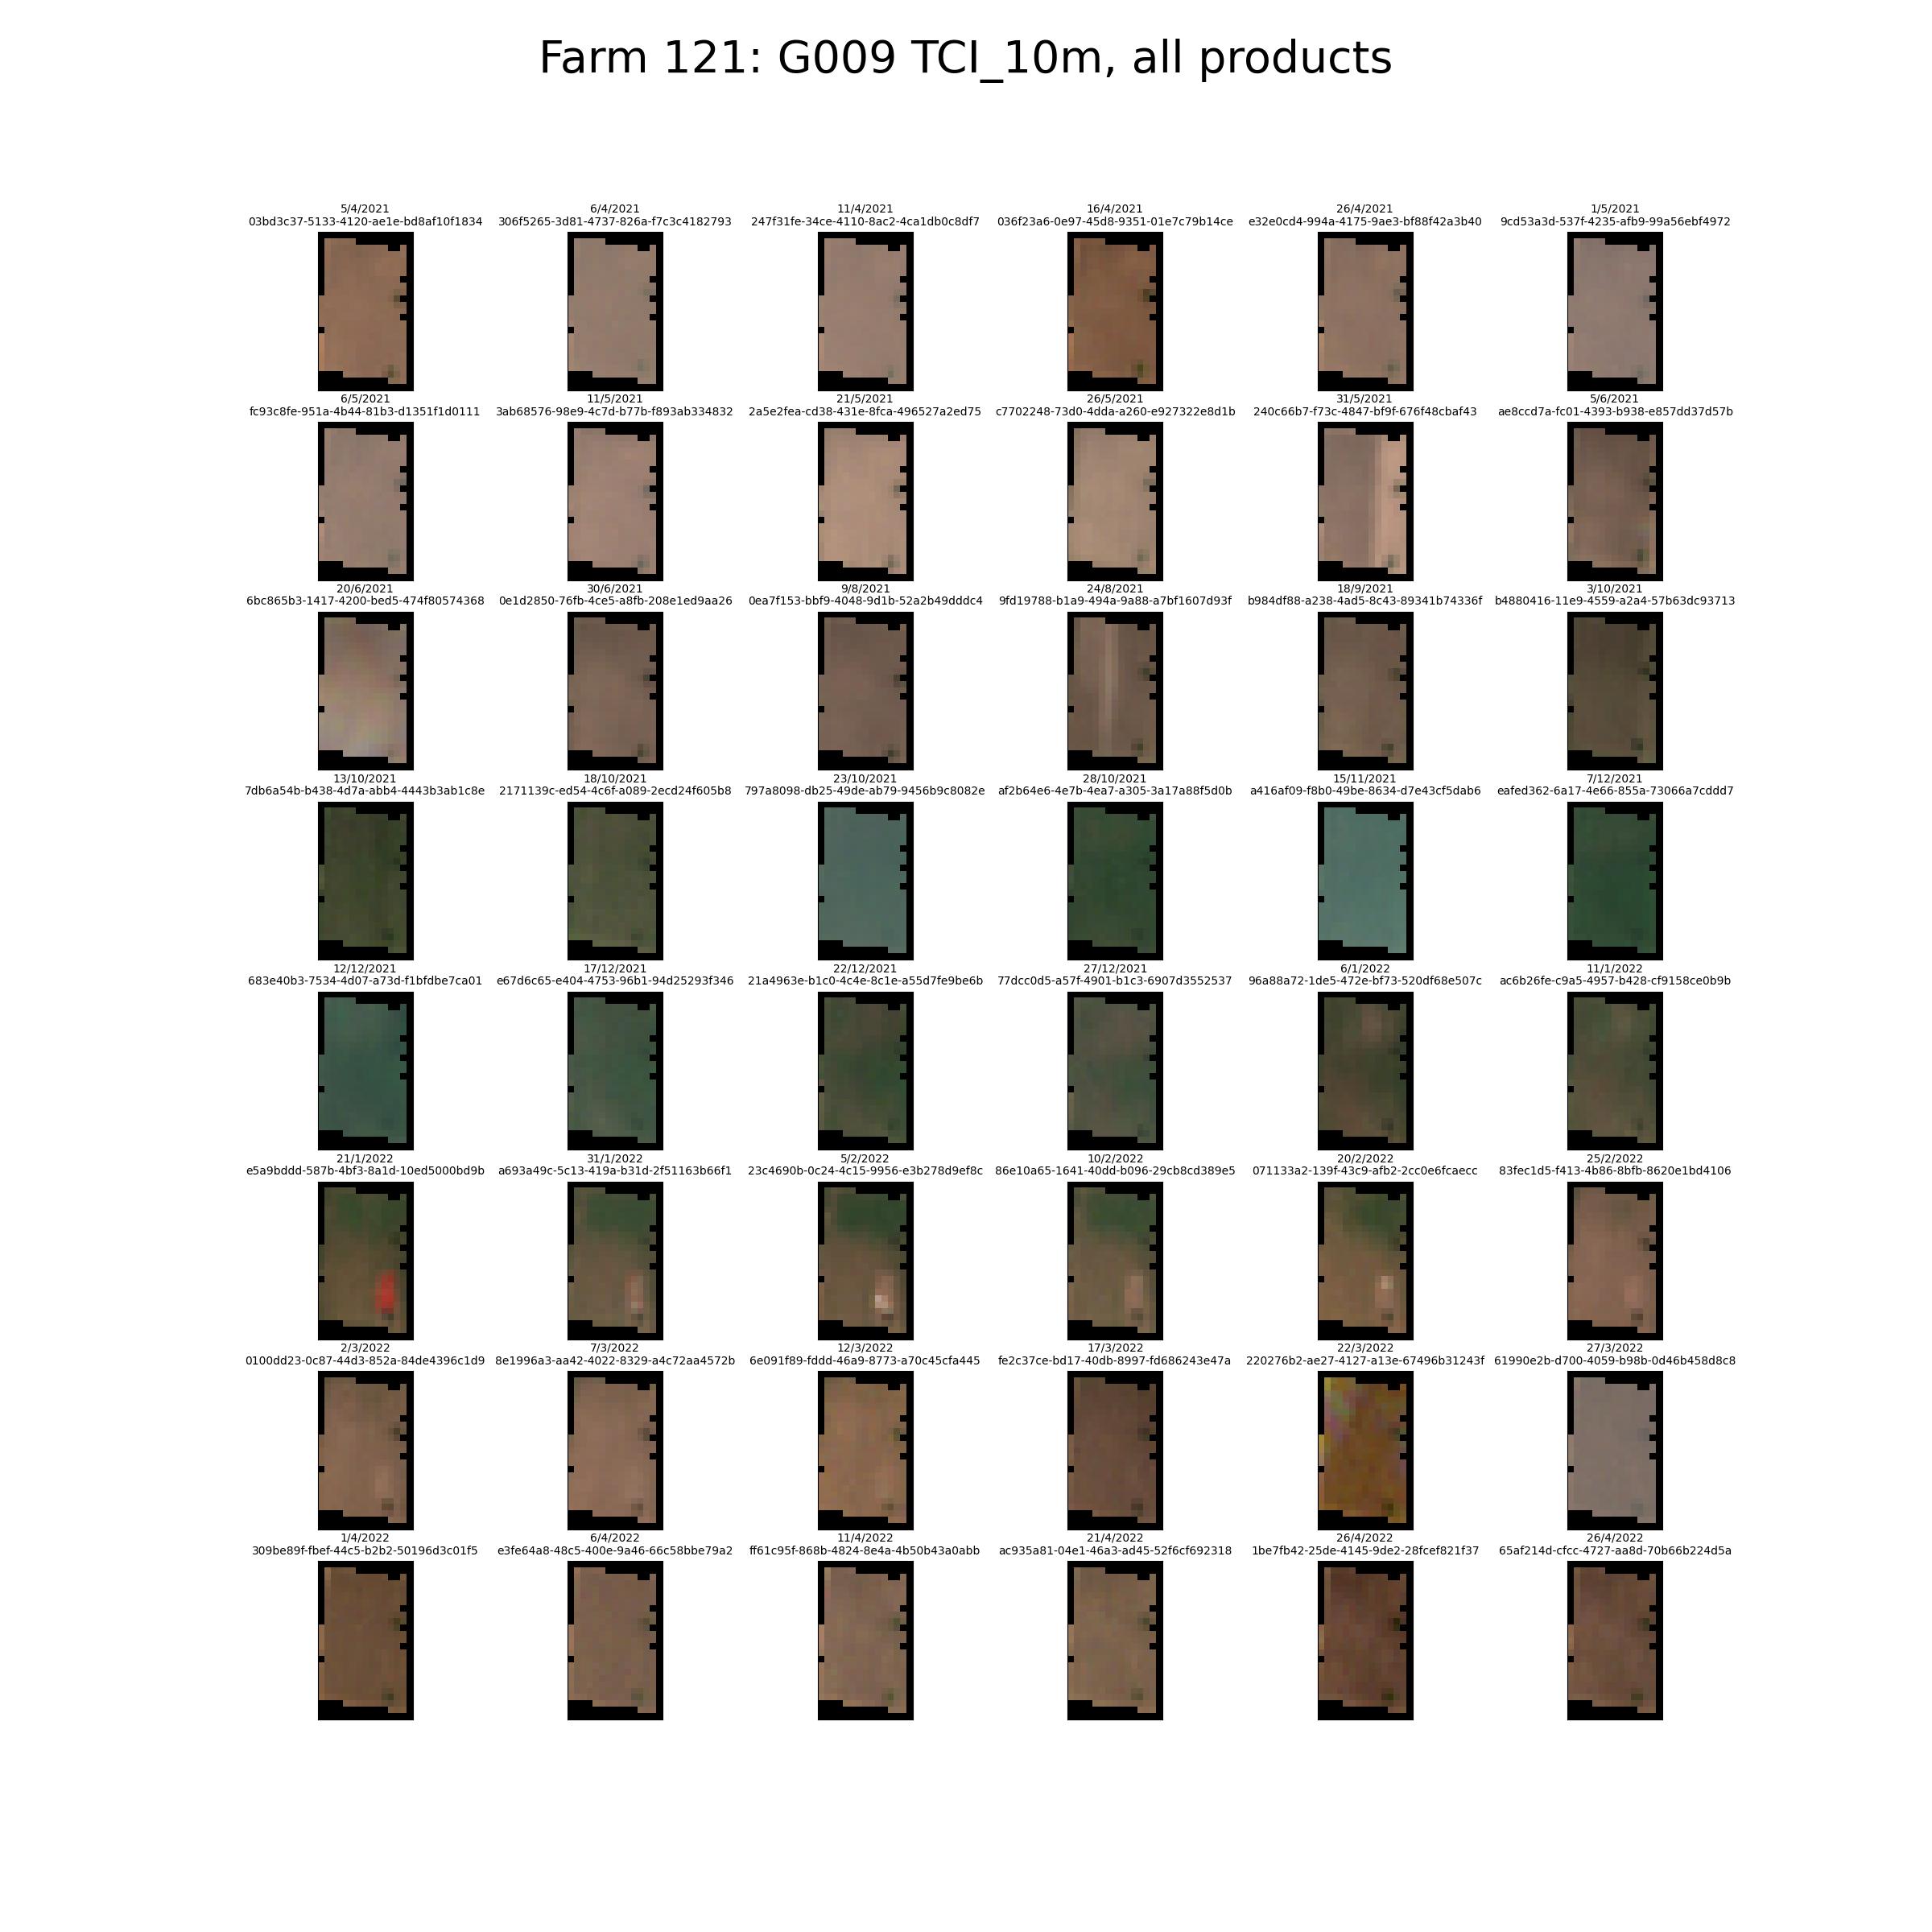 Farm 121: G009 TCI_10m, all products
5/4/2021 6/4/2021 11/4/2021 16/4/2021 26/4/2021 1/5/2021
03bd3c37-5133-4120-ae1e-bd8af10f1834 306f5265-3d81-4737-826a-f7c3c4182793 247f31fe-34ce-4110-8ac2-4ca1db0c8df7 036f23a6-0e97-45d8-9351-01e7c79b14ce e32e0cd4-994a-4175-9ae3-bf88f42a3b40 9cd53a3d-537f-4235-afb9-99a56ebf4972
6/5/2021 11/5/2021 21/5/2021 26/5/2021 31/5/2021 5/6/2021
fc93c8fe-951a-4b44-81b3-d1351f1d0111 3ab68576-98e9-4c7d-b77b-f893ab334832 2a5e2fea-cd38-431e-8fca-496527a2ed75 c7702248-73d0-4dda-a260-e927322e8d1b 240c66b7-f73c-4847-bf9f-676f48cbaf43 ae8ccd7a-fc01-4393-b938-e857dd37d57b
20/6/2021 30/6/2021 9/8/2021 24/8/2021 18/9/2021 3/10/2021
6bc865b3-1417-4200-bed5-474f80574368 0e1d2850-76fb-4ce5-a8fb-208e1ed9aa26 0ea7f153-bbf9-4048-9d1b-52a2b49dddc4 9fd19788-b1a9-494a-9a88-a7bf1607d93f b984df88-a238-4ad5-8c43-89341b74336f b4880416-11e9-4559-a2a4-57b63dc93713
13/10/2021 18/10/2021 23/10/2021 28/10/2021 15/11/2021 7/12/2021
7db6a54b-b438-4d7a-abb4-4443b3ab1c8e 2171139c-ed54-4c6f-a089-2ecd24f605b8 797a8098-db25-49de-ab79-9456b9c8082e af2b64e6-4e7b-4ea7-a305-3a17a88f5d0b a416af09-f8b0-49be-8634-d7e43cf5dab6 eafed362-6a17-4e66-855a-73066a7cddd7
12/12/2021 17/12/2021 22/12/2021 27/12/2021 6/1/2022 11/1/2022
683e40b3-7534-4d07-a73d-f1bfdbe7ca01 e67d6c65-e404-4753-96b1-94d25293f346 21a4963e-b1c0-4c4e-8c1e-a55d7fe9be6b 77dcc0d5-a57f-4901-b1c3-6907d3552537 96a88a72-1de5-472e-bf73-520df68e507c ac6b26fe-c9a5-4957-b428-cf9158ce0b9b
21/1/2022 31/1/2022 5/2/2022 10/2/2022 20/2/2022 25/2/2022
e5a9bddd-587b-4bf3-8a1d-10ed5000bd9b a693a49c-5c13-419a-b31d-2f51163b66f1 23c4690b-0c24-4c15-9956-e3b278d9ef8c 86e10a65-1641-40dd-b096-29cb8cd389e5 071133a2-139f-43c9-afb2-2cc0e6fcaecc 83fec1d5-f413-4b86-8bfb-8620e1bd4106
2/3/2022 7/3/2022 12/3/2022 17/3/2022 22/3/2022 27/3/2022
0100dd23-0c87-44d3-852a-84de4396c1d9 8e1996a3-aa42-4022-8329-a4c72aa4572b 6e091f89-fddd-46a9-8773-a70c45cfa445 fe2c37ce-bd17-40db-8997-fd686243e47a 220276b2-ae27-4127-a13e-67496b31243f 61990e2b-d700-4059-b98b-0d46b458d8c8
1/4/2022 6/4/2022 11/4/2022 21/4/2022 26/4/2022 26/4/2022
309be89f-fbef-44c5-b2b2-50196d3c01f5 e3fe64a8-48c5-400e-9a46-66c58bbe79a2 ff61c95f-868b-4824-8e4a-4b50b43a0abb ac935a81-04e1-46a3-ad45-52f6cf692318 1be7fb42-25de-4145-9de2-28fcef821f37 65af214d-cfcc-4727-aa8d-70b66b224d5a